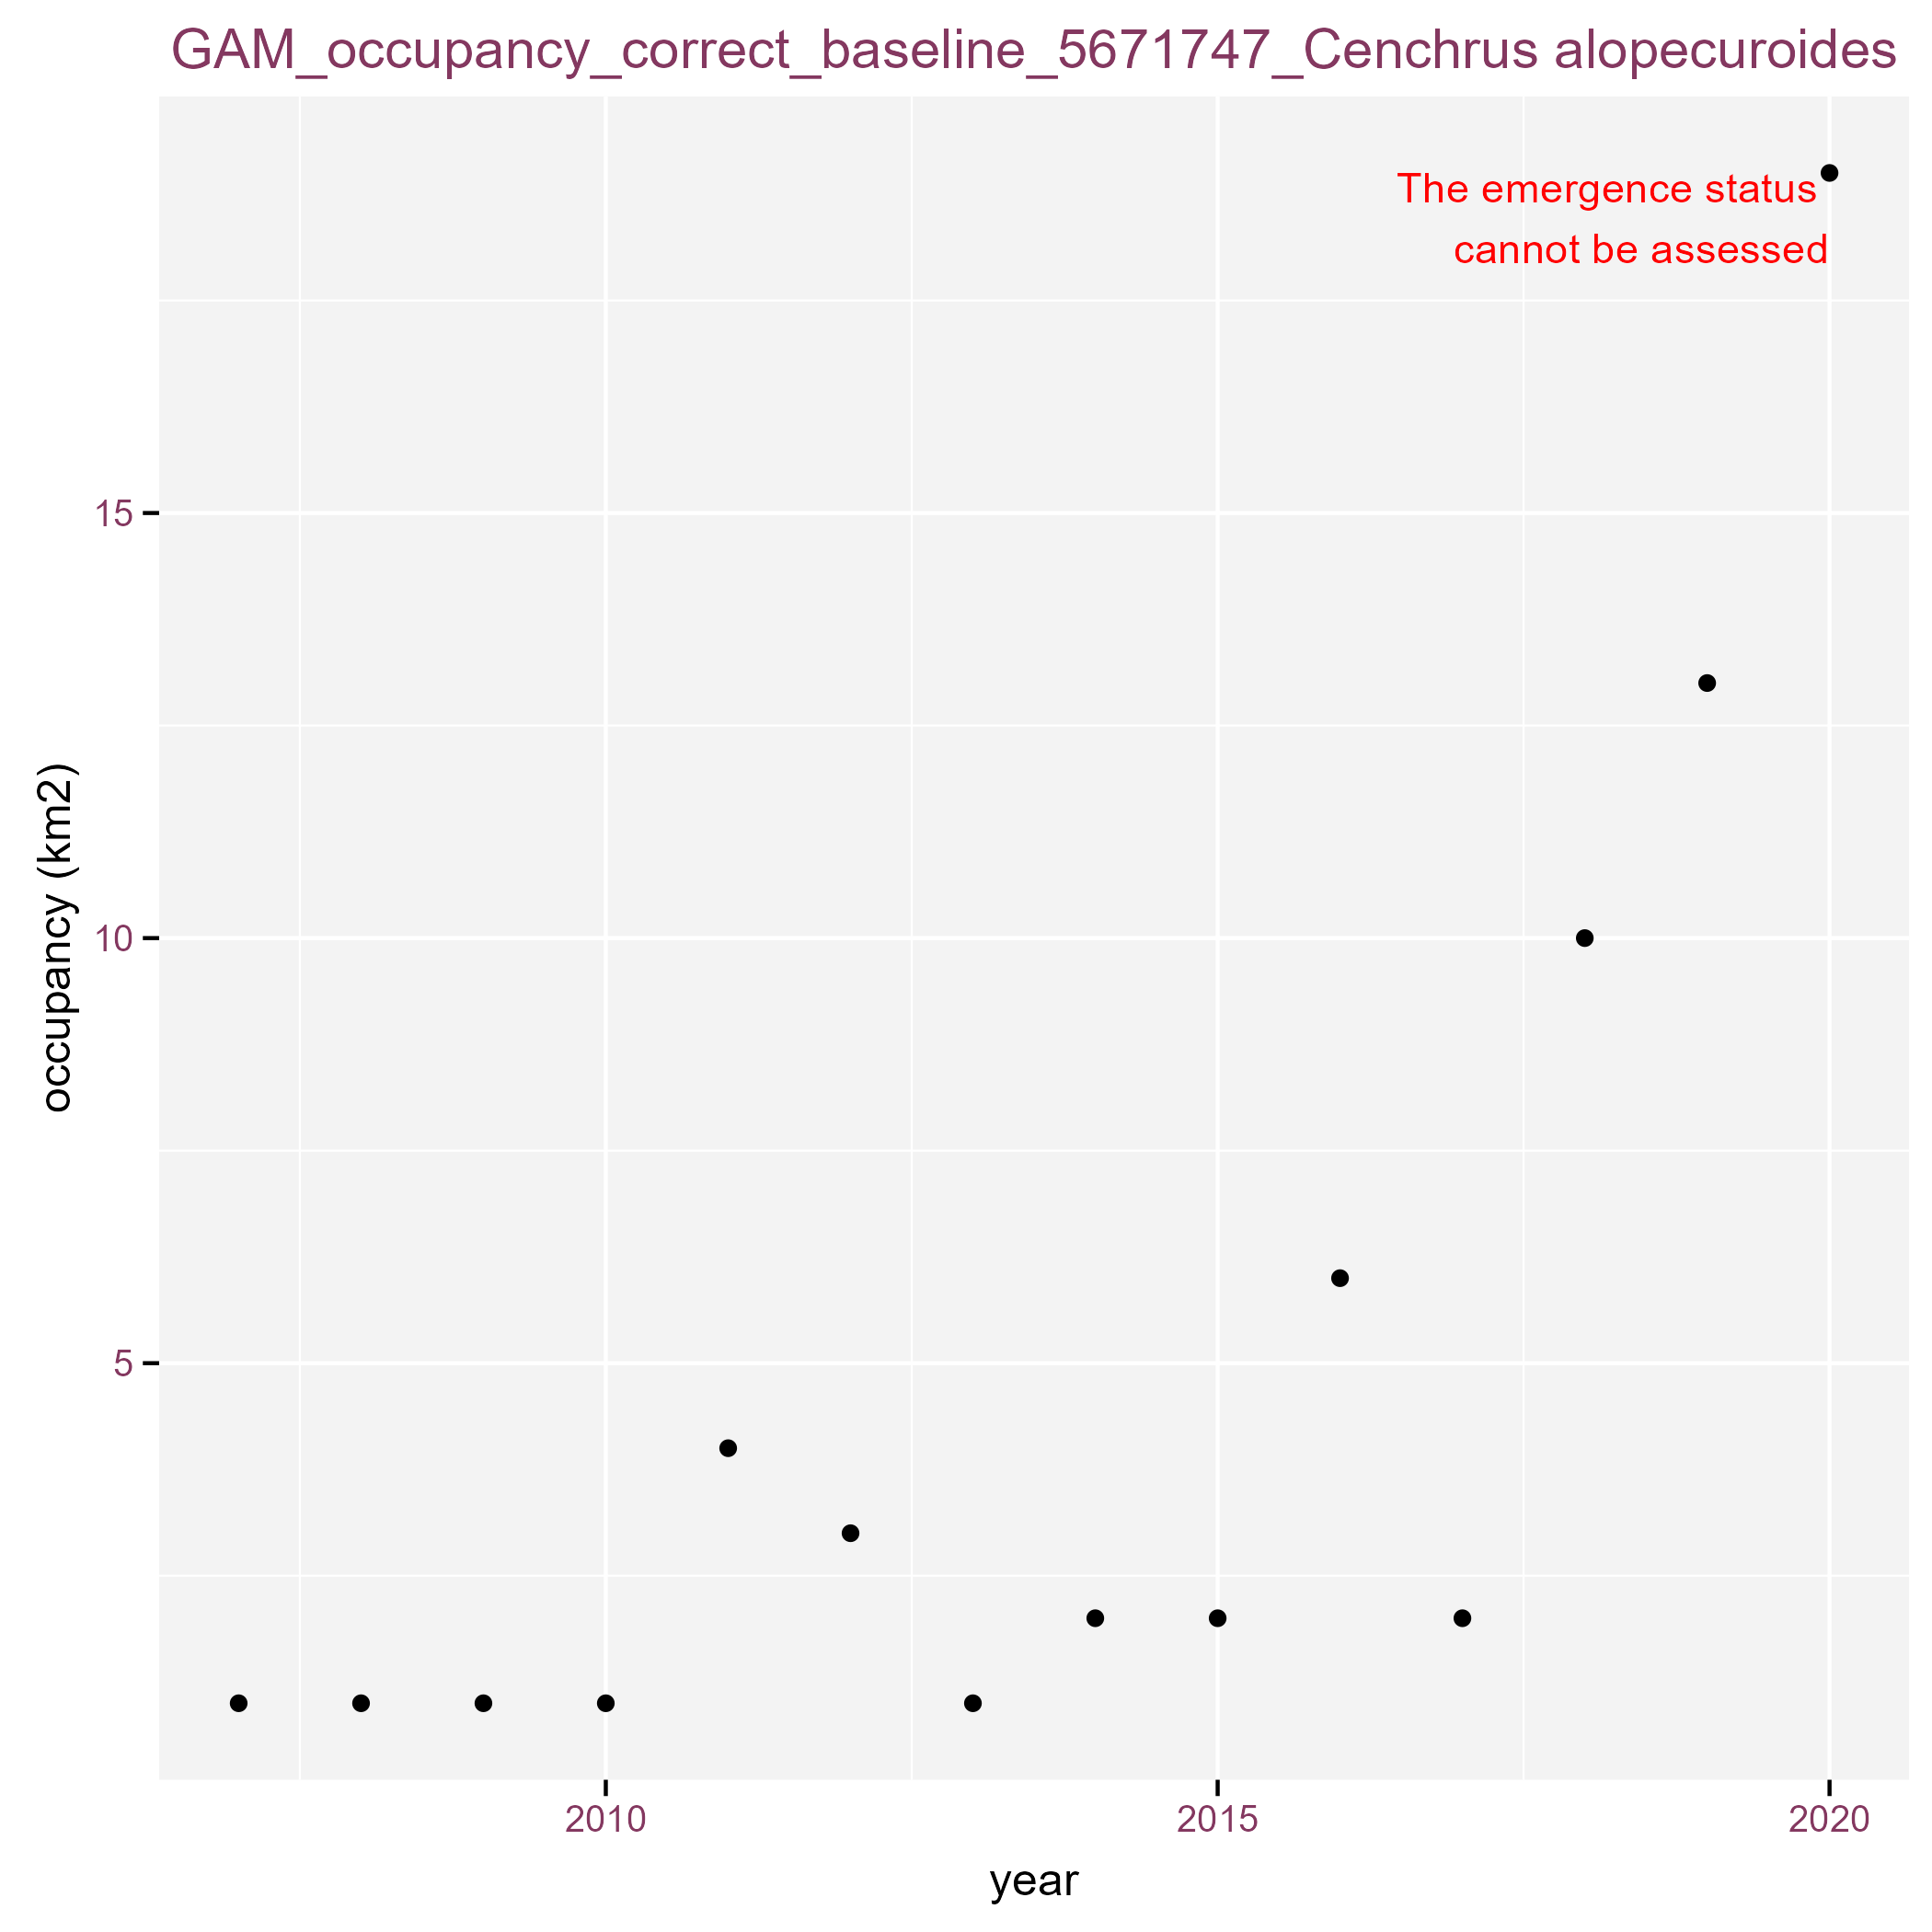 GAM_occupancy_correct_baseline_5671747_Cenchrus alopecuroides
The emergence status
cannot be assessed
15
10
5
occupancy (km2)
2010
2015
2020
year